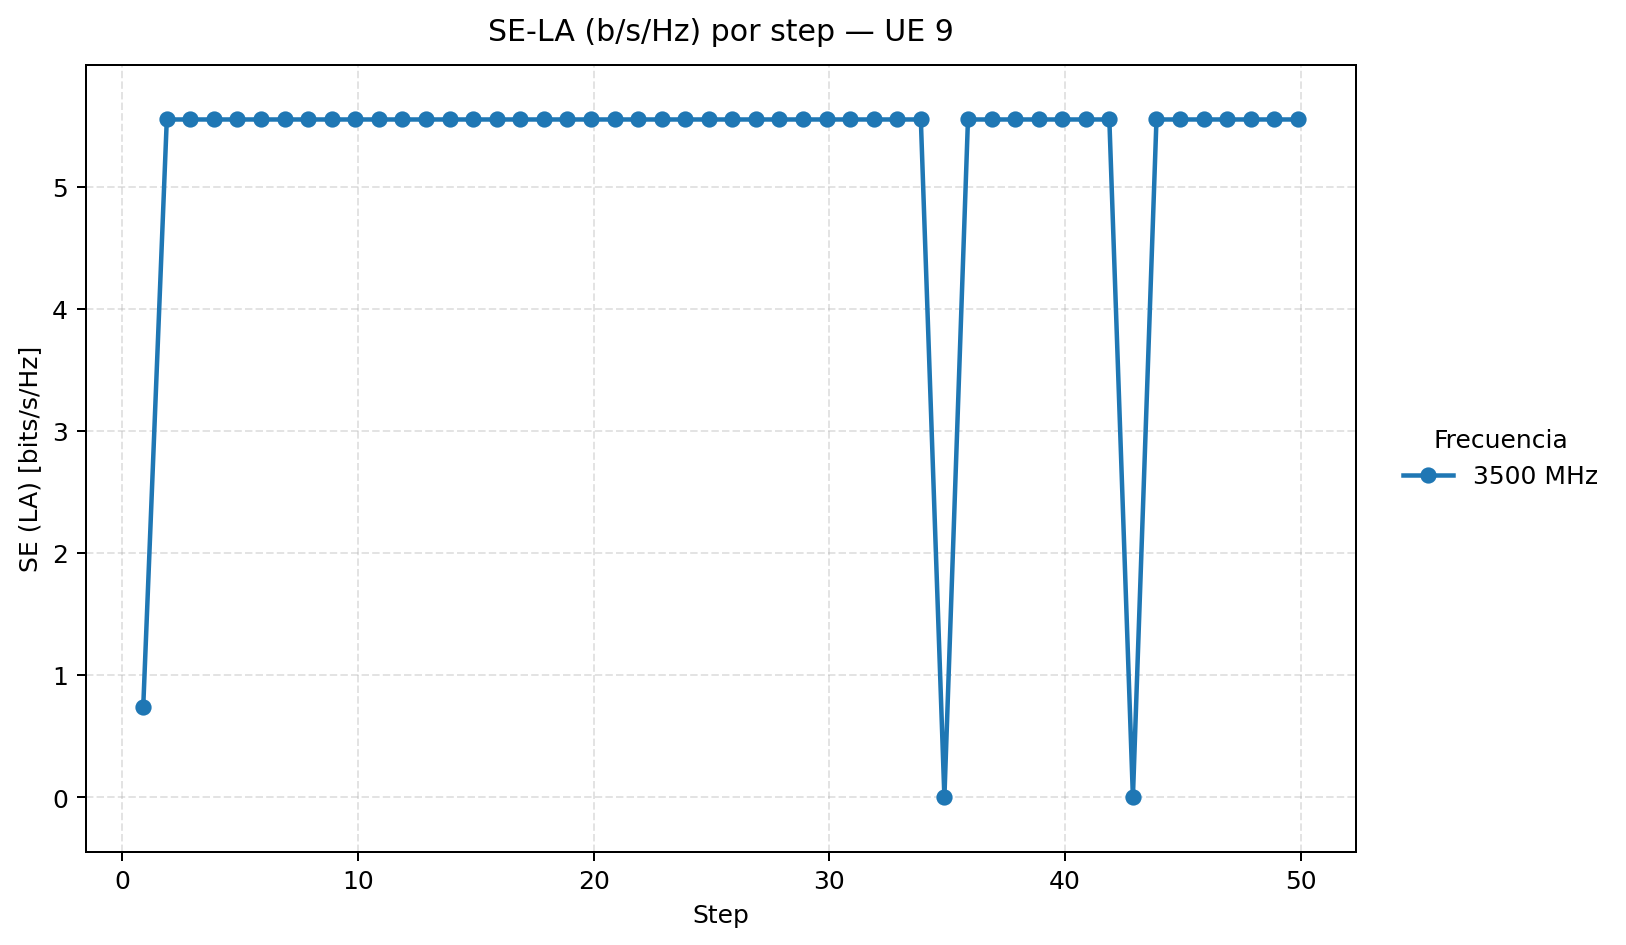 SE-LA (b/s/Hz) por step — UE 9
SE (LA) [bits/s/Hz]
5
4
3
2
1
0
0 10 20 30 40 50
Step
Frecuencia
3500 MHz